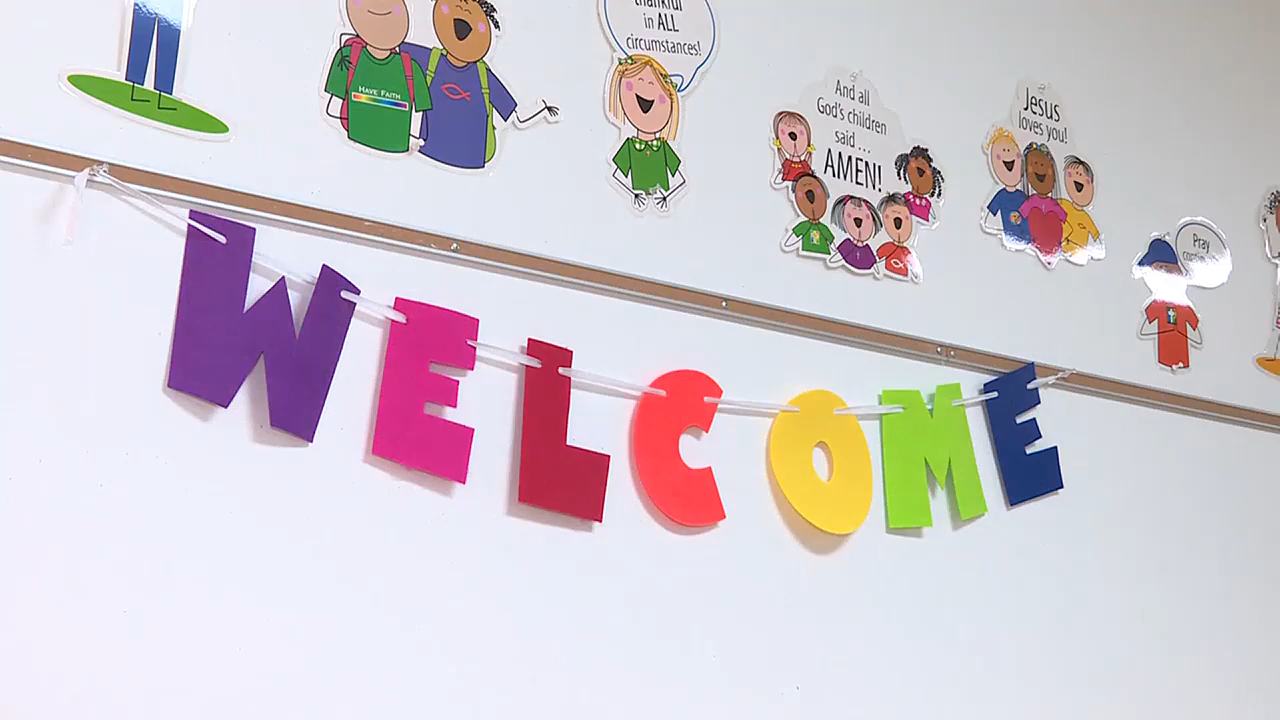 thankful
in ALL
circumstances!
HAVE FAITH
And all
God's children
said ...
AMEN!
Jesus
loves you!
Pray
WELCOME